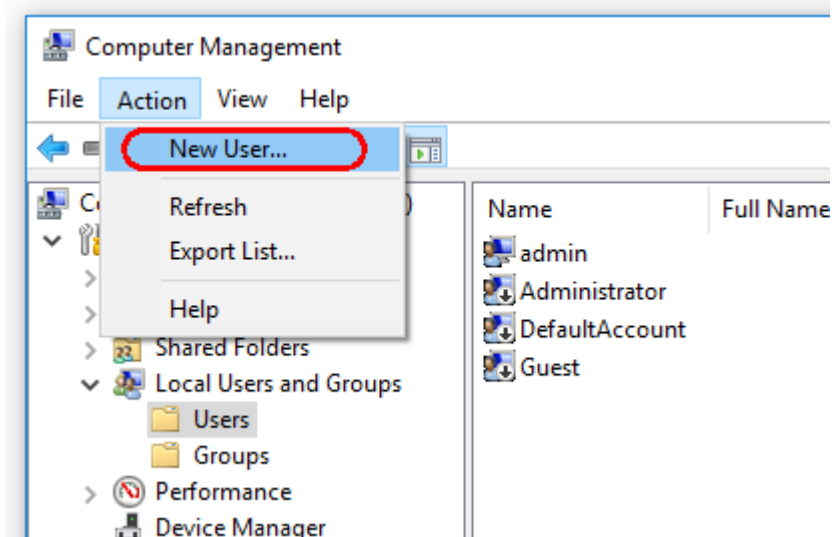 Computer Management
File Action View Help
New User...
Refresh
Export List...
Help
Shared Folders
Local Users and Groups
Users
Groups
Performance
Device Manager
Name Full Name
admin
Administrator
DefaultAccount
Guest